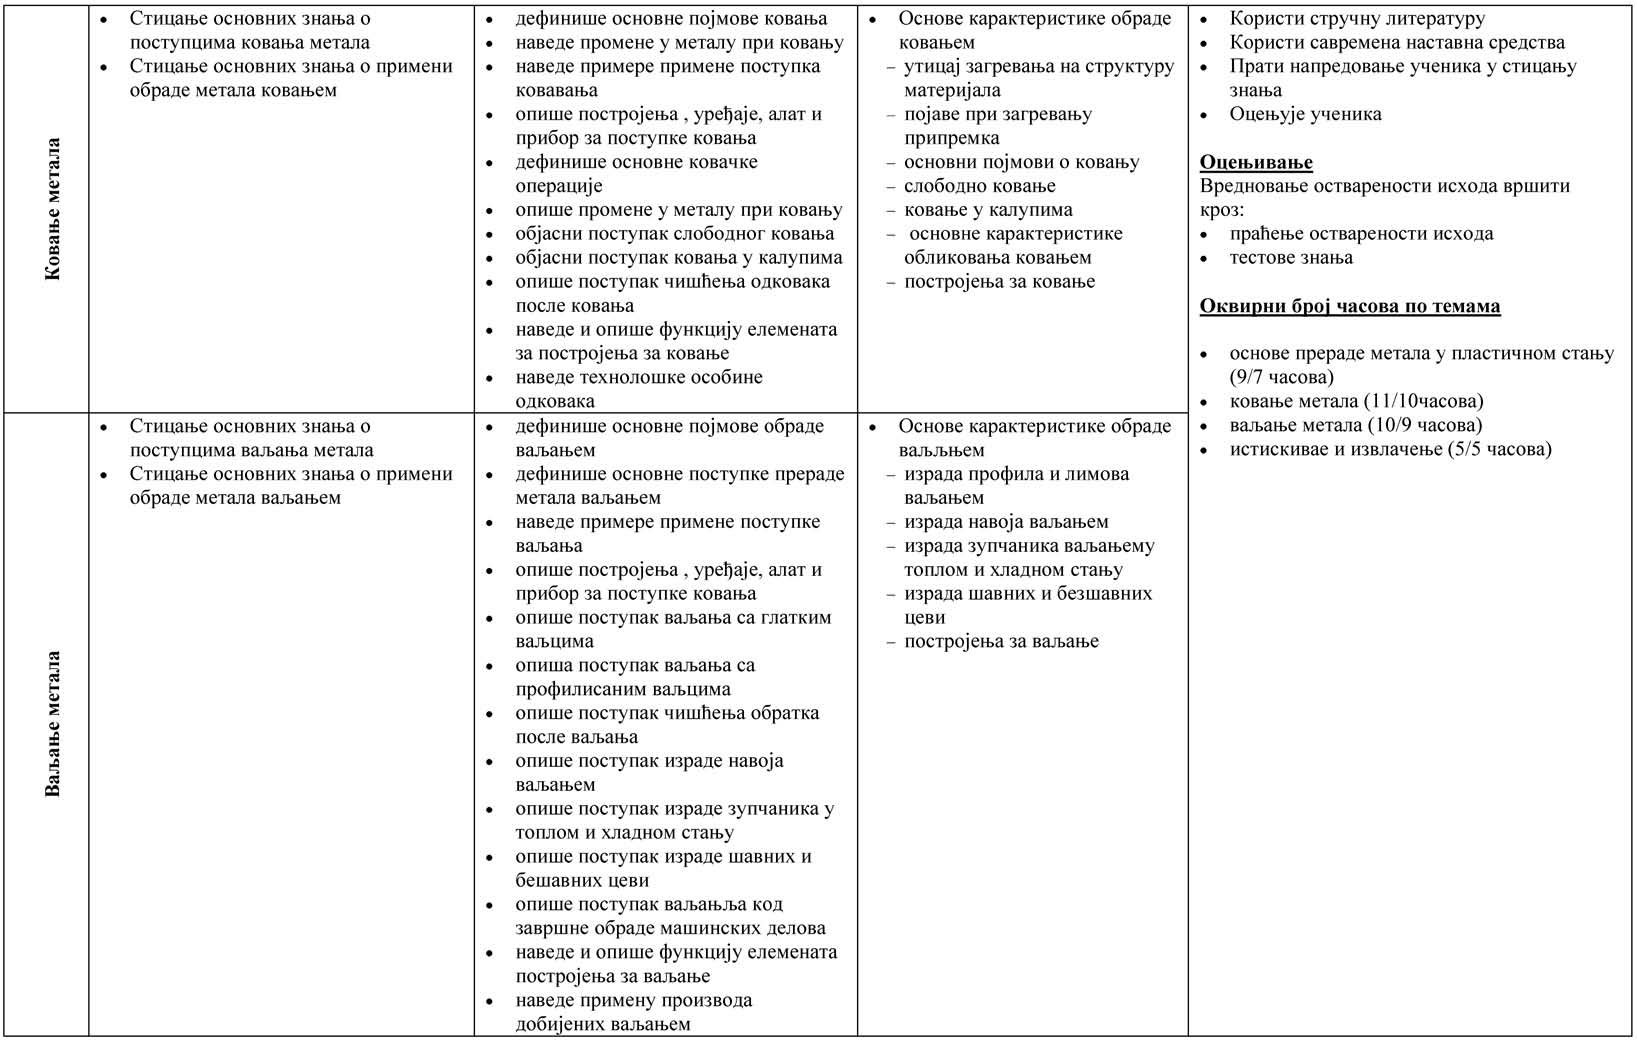 Ковање метала
Стицање основних знања о
поступцима ковања метала
Стицање основних знања о примени
обраде метала ковањем
дефинише основне појмове ковања
наведе промене у металу при ковању
наведе примере примене поступка
ковавања
опише постројења , уређаје, алат и
прибор за поступке ковања
дефинише основне ковачке
операције
опише промене у металу при ковању
објасни поступак слободног ковања
објасни поступак ковања у калупима
опише поступак чишћења одковака
после ковања
наведе и опише функцију елемената
за постројења за ковање
наведе технолошке особине
одковака
Основе карактеристике обраде
ковањем
– утицај загревања на структуру
материјала
– појаве при загревању
припремка
– основни појмови о ковању
– слободно ковање
– ковање у калупима
– основне карактеристике
обликовања ковањем
– постројења за ковање
Користи стручну литературу
Користи савремена наставна средства
Прати напредовање ученика у стицању
знања
Оцењује ученика
Оцењивање
Вредновање остварености исхода вршити
кроз:
праћење остварености исхода
тестове знања
Оквирни број часова по темама
основе прераде метала у пластичном стању
(9/7 часова)
ковање метала (11/10часова)
ваљање метала (10/9 часова)
истискивае и извлачење (5/5 часова)
Ваљање метала
Стицање основних знања о
поступцима ваљања метала
Стицање основних знања о примени
обраде метала ваљањем
дефинише основне појмове обраде
ваљањем
дефинише основне поступке прераде
метала ваљањем
наведе примере примене поступке
ваљања
опише постројења , уређаје, алат и
прибор за поступке ковања
опише поступак ваљања са глатким
ваљцима
опиша поступак ваљања са
профилисаним ваљцима
опише поступак чишћења обратка
после ваљања
опише поступак израде навоја
ваљањем
опише поступак израде зупчаника у
топлом и хладном стању
опише поступак израде шавних и
бешавних цеви
опише поступак ваљањља код
завршне обраде машинских делова
наведе и опише функцију елемената
постројења за ваљање
наведе примену производа
добијених ваљањем
Основе карактеристике обраде
ваљљњем
– израда профила и лимова
ваљањем
– израда навоја ваљањем
– израда зупчаника ваљањему
топлом и хладном стању
– израда шавних и безшавних
цеви
– постројења за ваљање